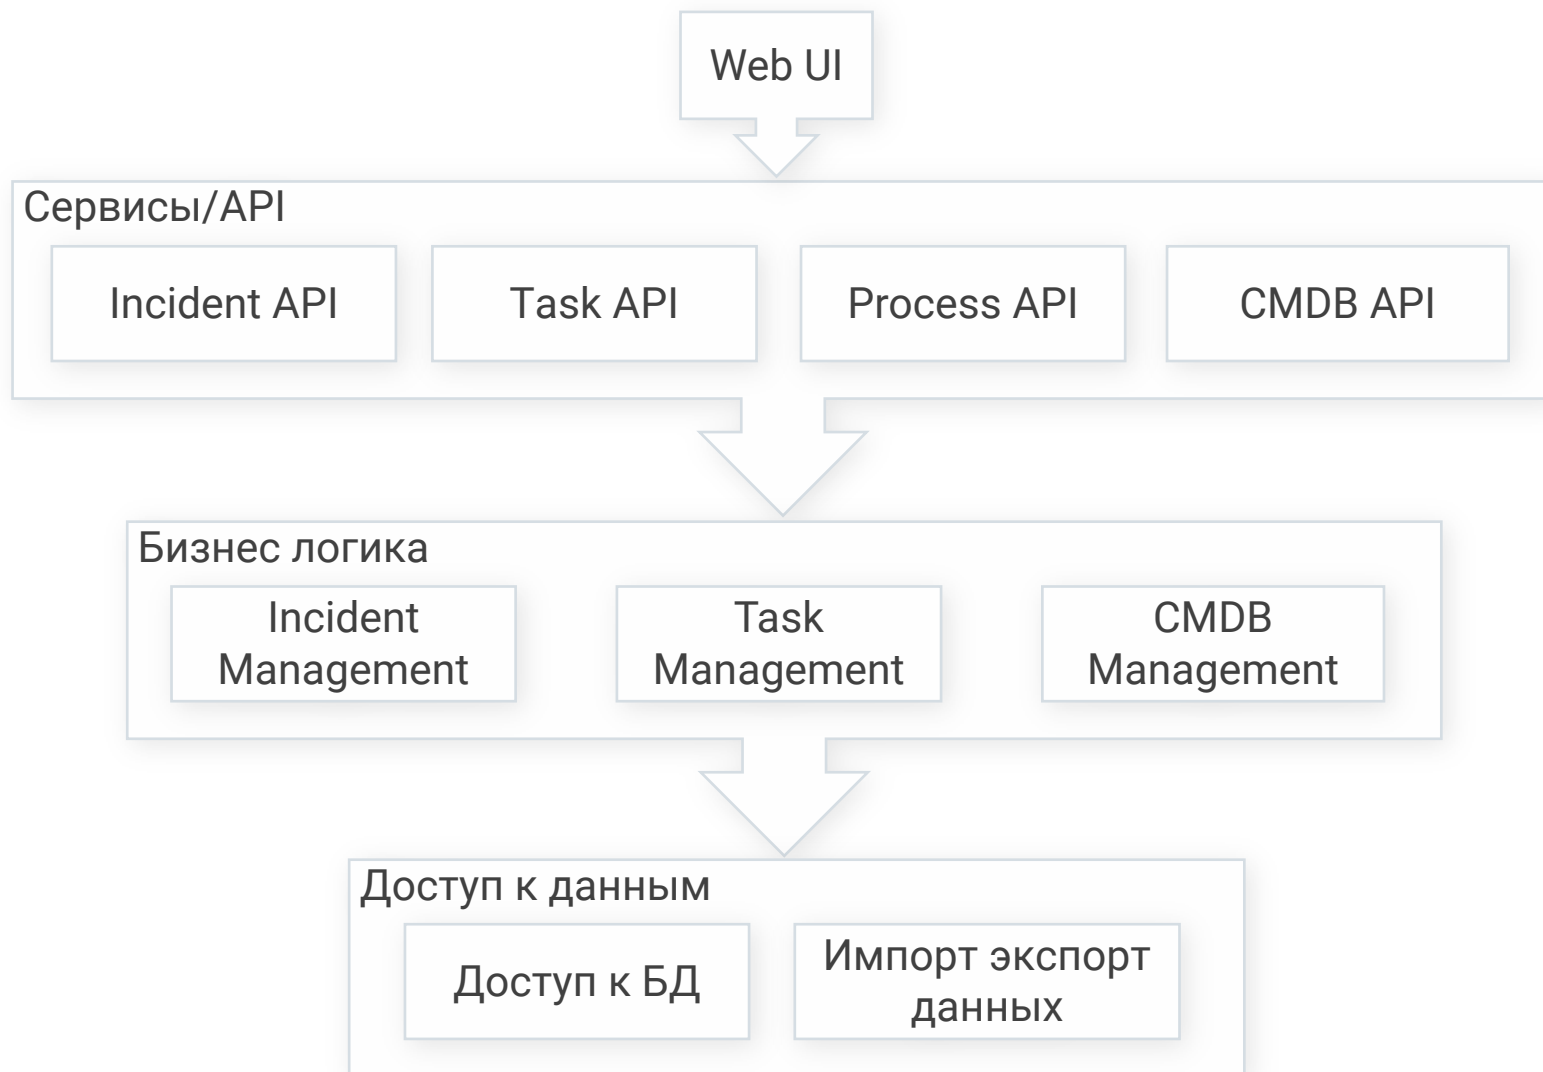 Web UI
Сервисы/API
Incident API
Task API
Process API
CMDB API
Бизнес логика
Incident
Management
Task
Management
CMDB
Management
Доступ к данным
Доступ к БД
Импорт экспорт
данных